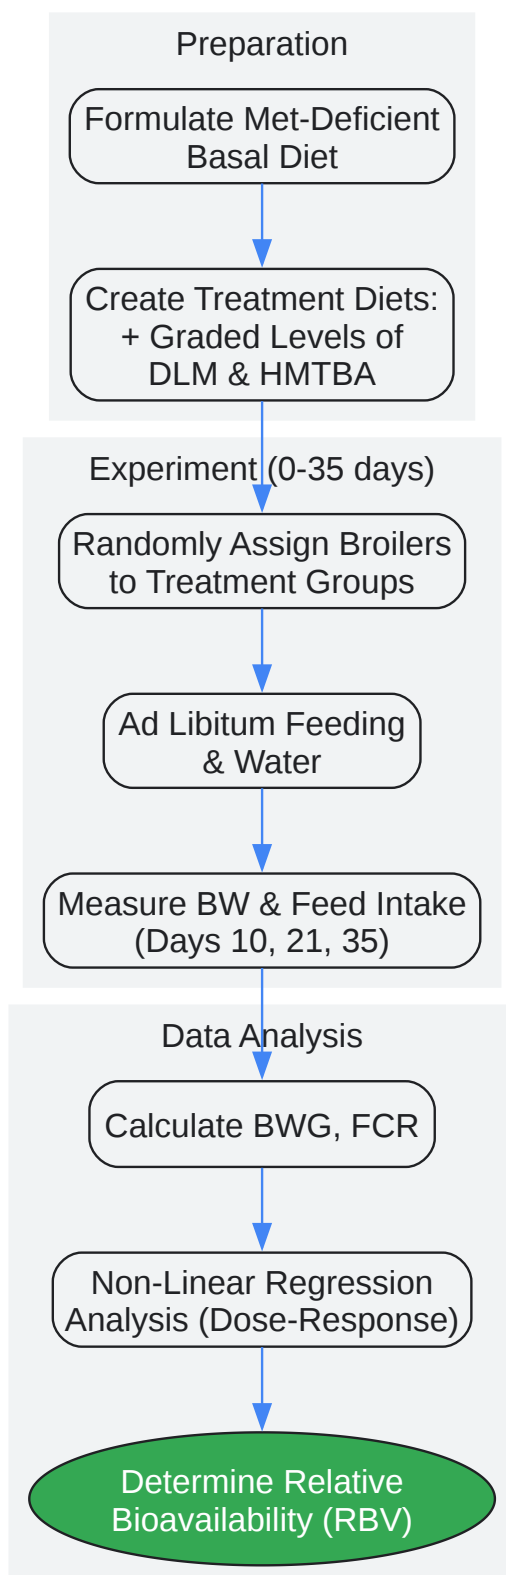 Preparation
Formulate Met-Deficient
Basal Diet
Create Treatment Diets:
+ Graded Levels of
DLM & HMTBA
Experiment (0-35 days)
Randomly Assign Broilers
to Treatment Groups
Ad Libitum Feeding
& Water
Measure BW & Feed Intake
(Days 10, 21, 35)
Data Analysis
Calculate BWG, FCR
Non-Linear Regression
Analysis (Dose-Response)
Determine Relative
Bioavailability (RBV)